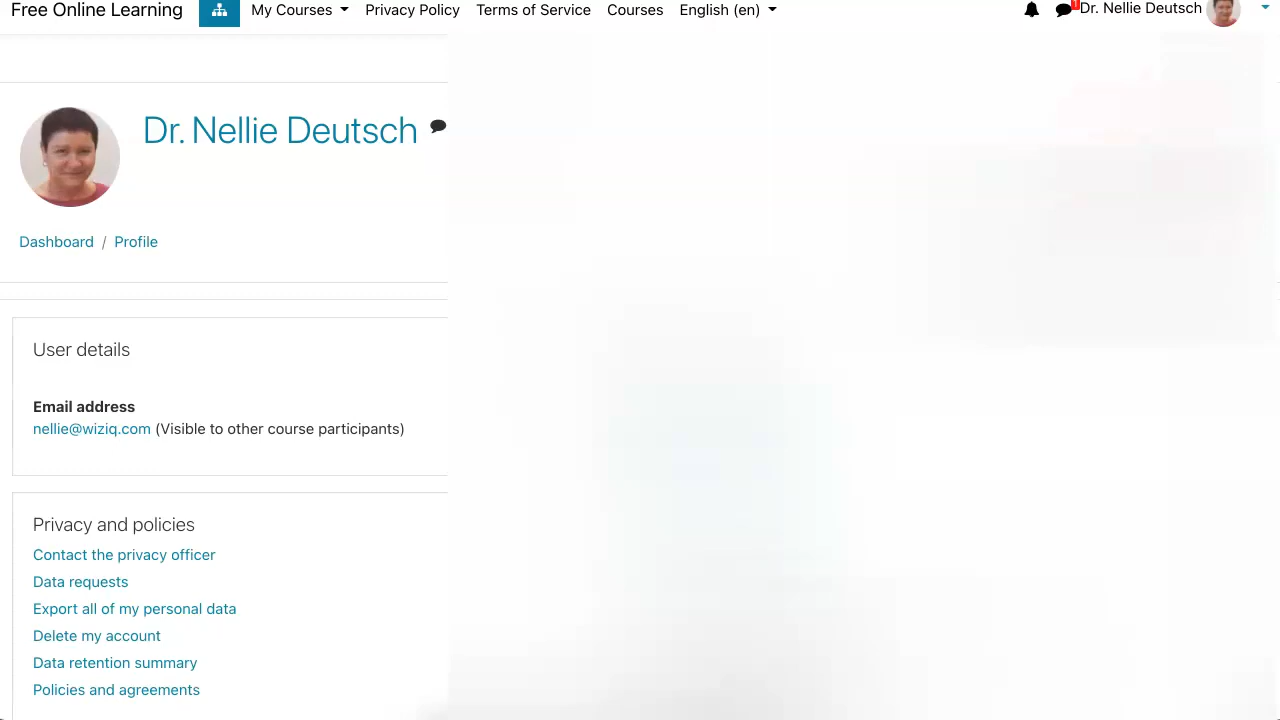 Free Online Learning My Courses Privacy Policy Terms of Service Courses English (en) 1 Dr. Nellie Deutsch
Dr. Nellie Deutsch
Dashboard / Profile
User details
Email address
nellie@wiziq.com (Visible to other course participants)
Privacy and policies
Contact the privacy officer
Data requests
Export all of my personal data
Delete my account
Data retention summary
Policies and agreements